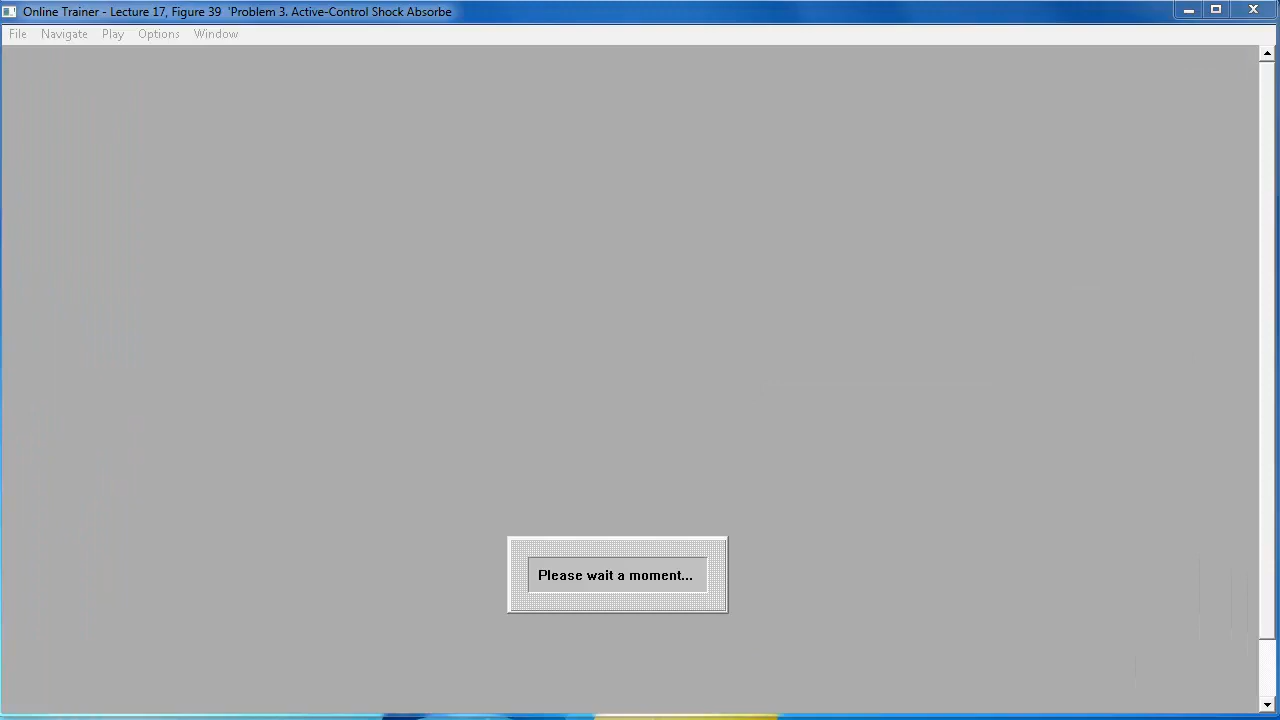 Online Trainer - Lecture 17, Figure 39 'Problem 3. Active-Control Shock Absorbe
File Navigate Play Options Window
Please wait a moment...